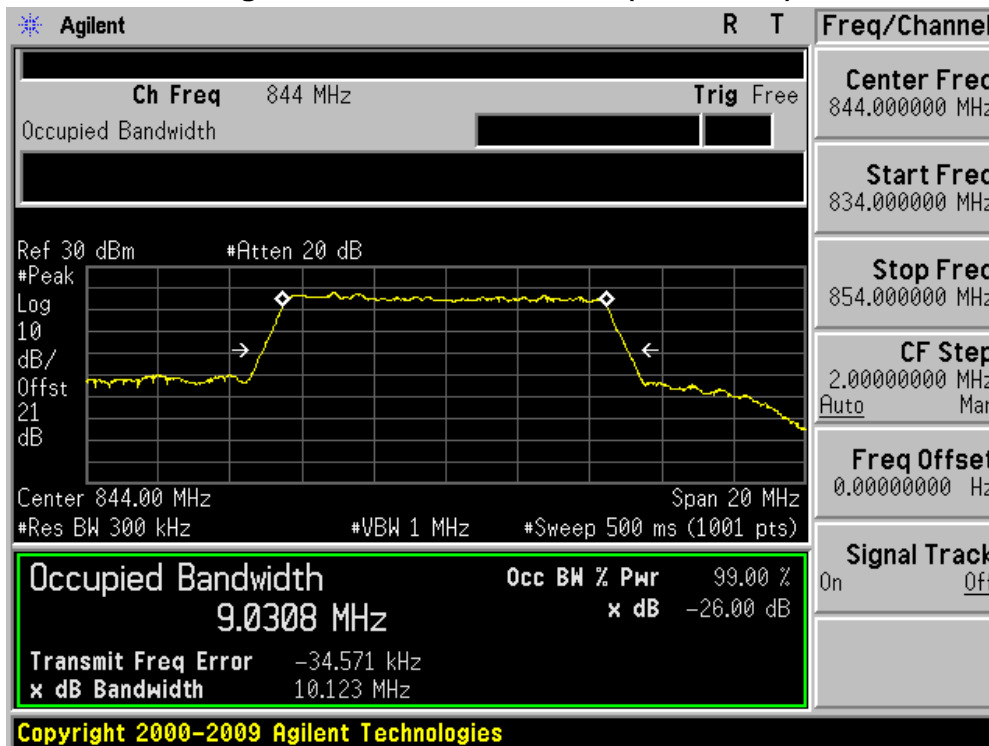 Agilent R T
Ch Freq 844 MHz Trig Free
Occupied Bandwidth
Ref 30 dBm #Atten 20 dB
#Peak
Log
10
dB/
Offst
21
dB
Center 844.00 MHz Span 20 MHz
#Res BW 300 kHz #VBW 1 MHz #Sweep 500 ms (1001 pts)
Occupied Bandwidth Occ BW % Pwr 99.00 %
9.0308 MHz x dB -26.00 dB
Transmit Freq Error -34.571 kHz
x dB Bandwidth 10.123 MHz
Copyright 2000-2009 Agilent Technologies
Freq/Channel
Center Freq
844.000000 MHz
Start Freq
834.000000 MHz
Stop Freq
854.000000 MHz
CF Step
2.00000000 MHz
Auto Man
Freq Offset
0.00000000 Hz
Signal Track
On Off